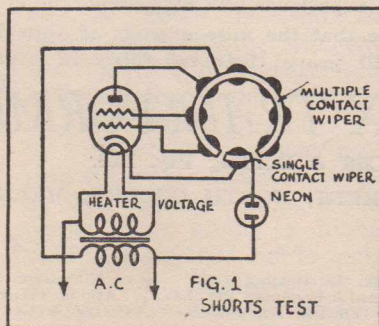 MULTIPLE
CONTACT
WIPER
SINGLE
CONTACT WIPER
HEATER VOLTAGE
NEON
A.C
FIG. 1
SHORTS TEST